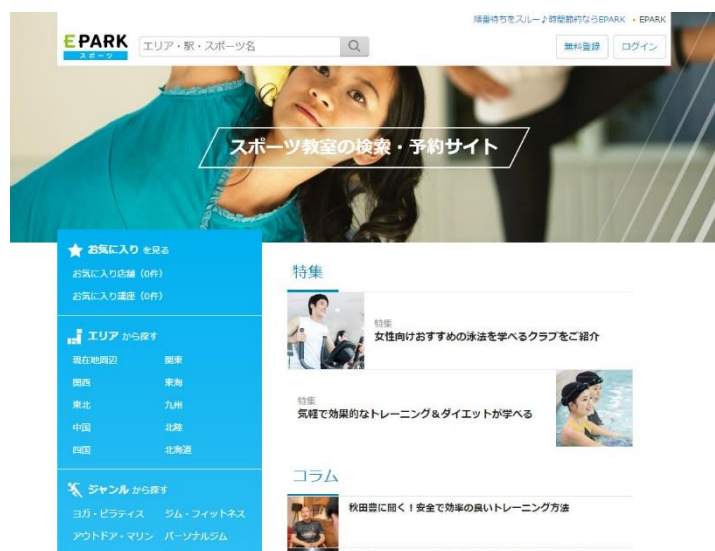 順番待ちをスルー♪時間節約ならEPARK
EPARK
EPARK
スポーツ
エリア・駅・スポーツ名
無料登録
ログイン
スポーツ教室の検索・予約サイト
お気に入り を見る
お気に入り店舗（0件）
お気に入り講座（0件）
エリア から探す
現在地周辺 関東
関西 東海
東北 九州
中国 北陸
四国 北海道
ジャンル から探す
ヨガ・ピラティス ジム・フィットネス
アウトドア・マリン パーソナルジム
特集
特集
女性向けおすすめの泳法を学べるクラブをご紹介
特集
気軽で効果的なトレーニング＆ダイエットが学べる
コラム
秋田豊に聞く！安全で効率の良いトレーニング方法